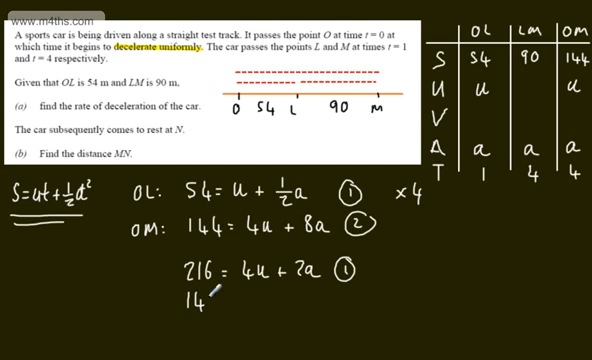 www.m4ths.com
A sports car is being driven along a straight test track. It passes the point O at time t = 0 at
which time it begins to decelerate uniformly. The car passes the points L and M at times t = 1
and t = 4 respectively.
Given that OL is 54 m and LM is 90 m,
(a) find the rate of deceleration of the car.
The car subsequently comes to rest at N.
(b) Find the distance MN.
O 54 L 90 M
OL LM OM
S 54 90 144
U u u
V
A a a a
T 1 4 4
S=ut+½at²
OL: 54 = u + ½a ① ×4
OM: 144 = 4u + 8a ②
216 = 4u + 2a ①
14